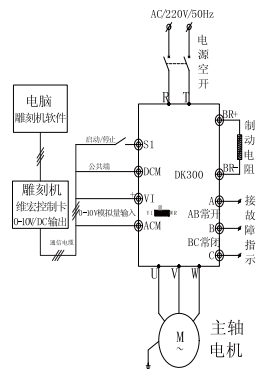 AC/220V/50Hz
电源空开
R T
电脑
雕刻机软件
BR+
制动电阻
BR-
启动/停止
S1
公共端
DCM
DK300
雕刻机
维宏控制卡
0-10V/DC输出
+
VI
0-10V模拟量输入
VI
VR
ACM
通信电缆
A
AB常开
B
BC常闭
C
接故障指示
U V W
M
~
主轴电机